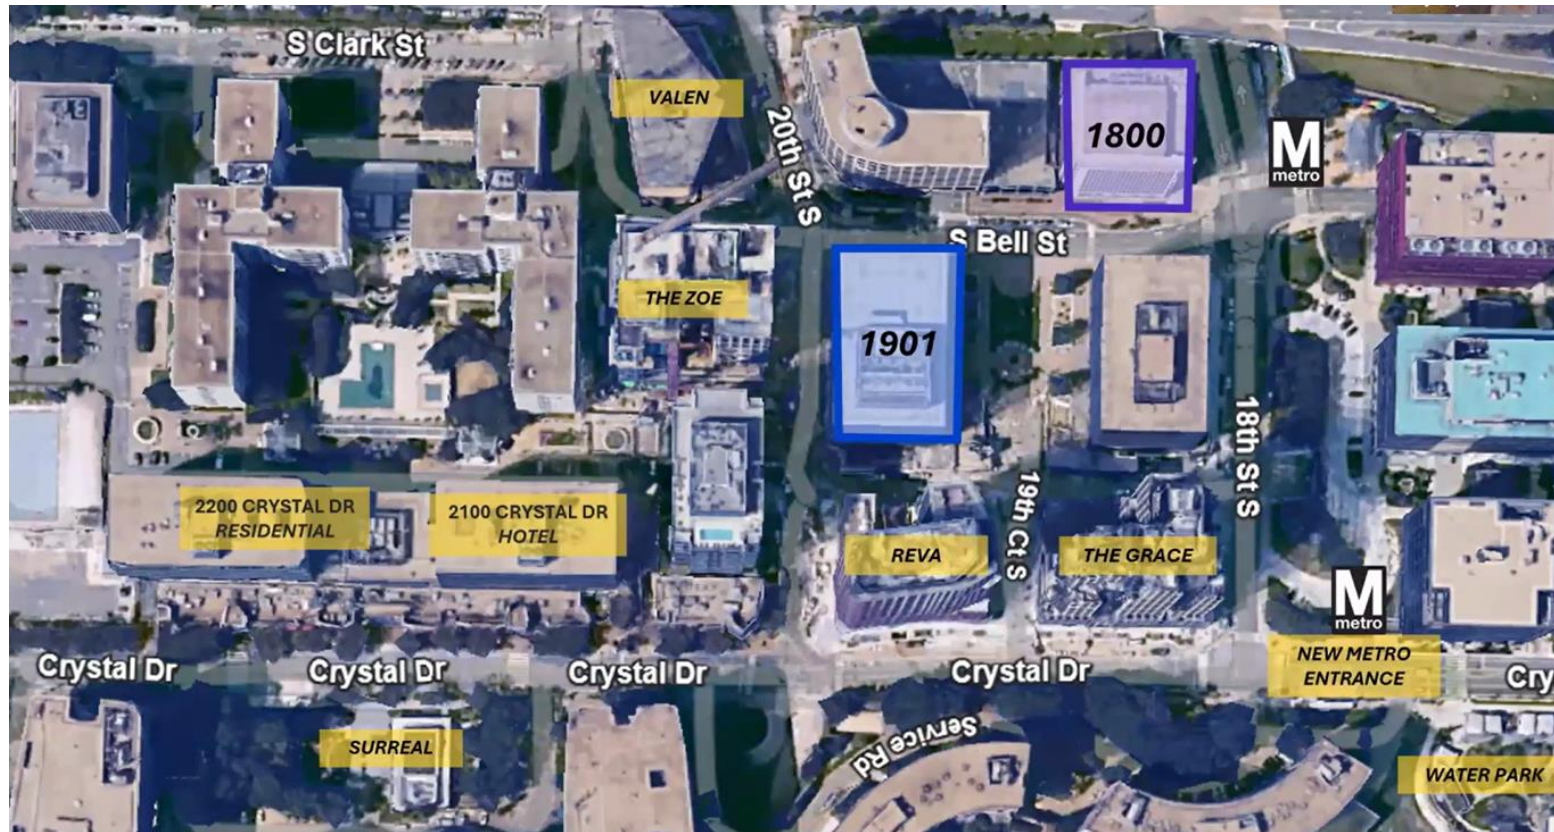 S Clark St
VALEN
20th St S
1800
M
metro
S Bell St
THE ZOE
1901
18th St S
2200 CRYSTAL DR
RESIDENTIAL
2100 CRYSTAL DR
HOTEL
19th Ct S
REVA
THE GRACE
M
metro
NEW METRO
ENTRANCE
Crystal Dr
Crystal Dr
Crystal Dr
Crystal Dr
Cry
SURREAL
Service Rd
WATER PARK